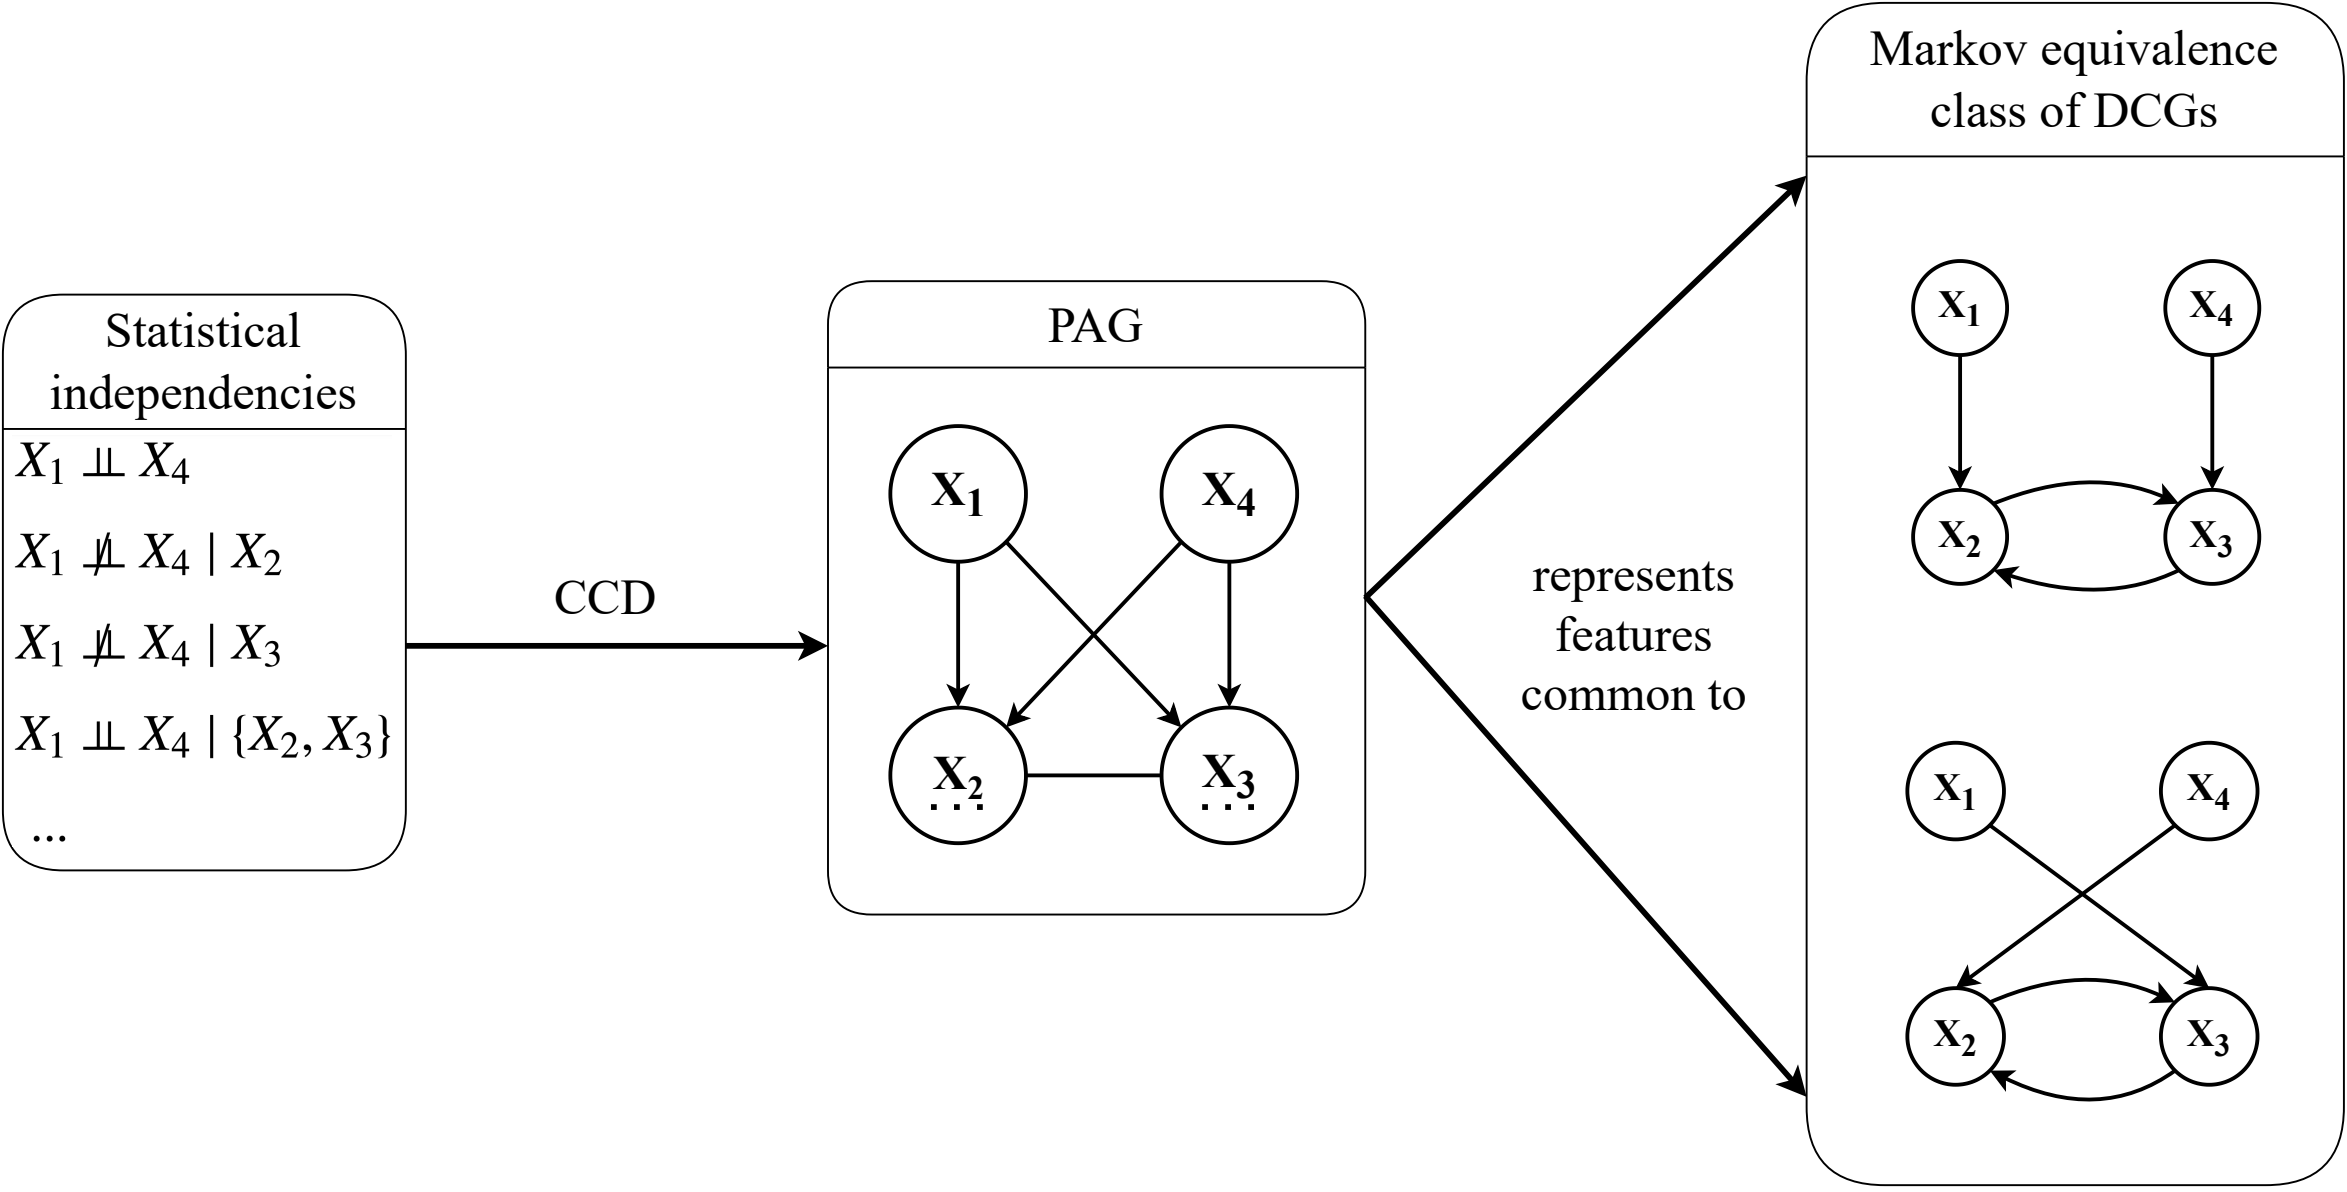 Statistical
independencies
X₁ ⫫ X₄
X₁ ⫫̸ X₄ | X₂
X₁ ⫫̸ X₄ | X₃
X₁ ⫫ X₄ | {X₂, X₃}
...
CCD
PAG
X₁
X₄
X₂
X₃
represents
features
common to
Markov equivalence
class of DCGs
X₁
X₄
X₂
X₃
X₁
X₄
X₂
X₃